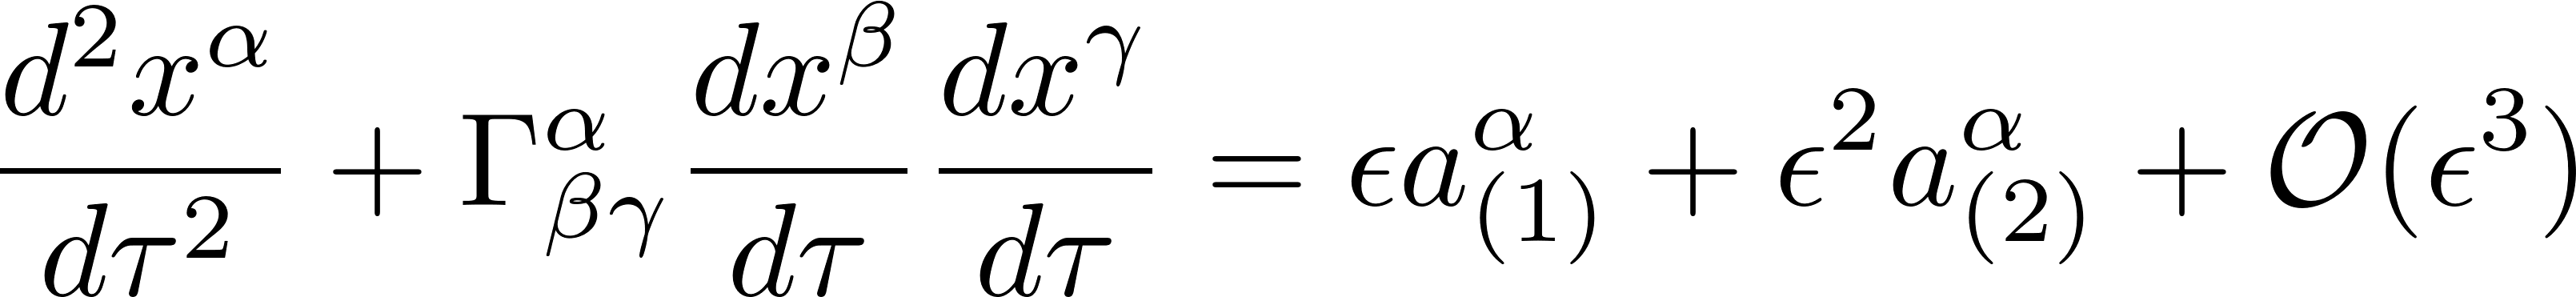 \frac{d^2 x^\alpha}{d\tau^2} + \Gamma^\alpha_{\beta\gamma} \frac{dx^\beta}{d\tau} \frac{dx^\gamma}{d\tau} = \epsilon a^\alpha_{(1)} + \epsilon^2 a^\alpha_{(2)} + \mathcal{O}(\epsilon^3)